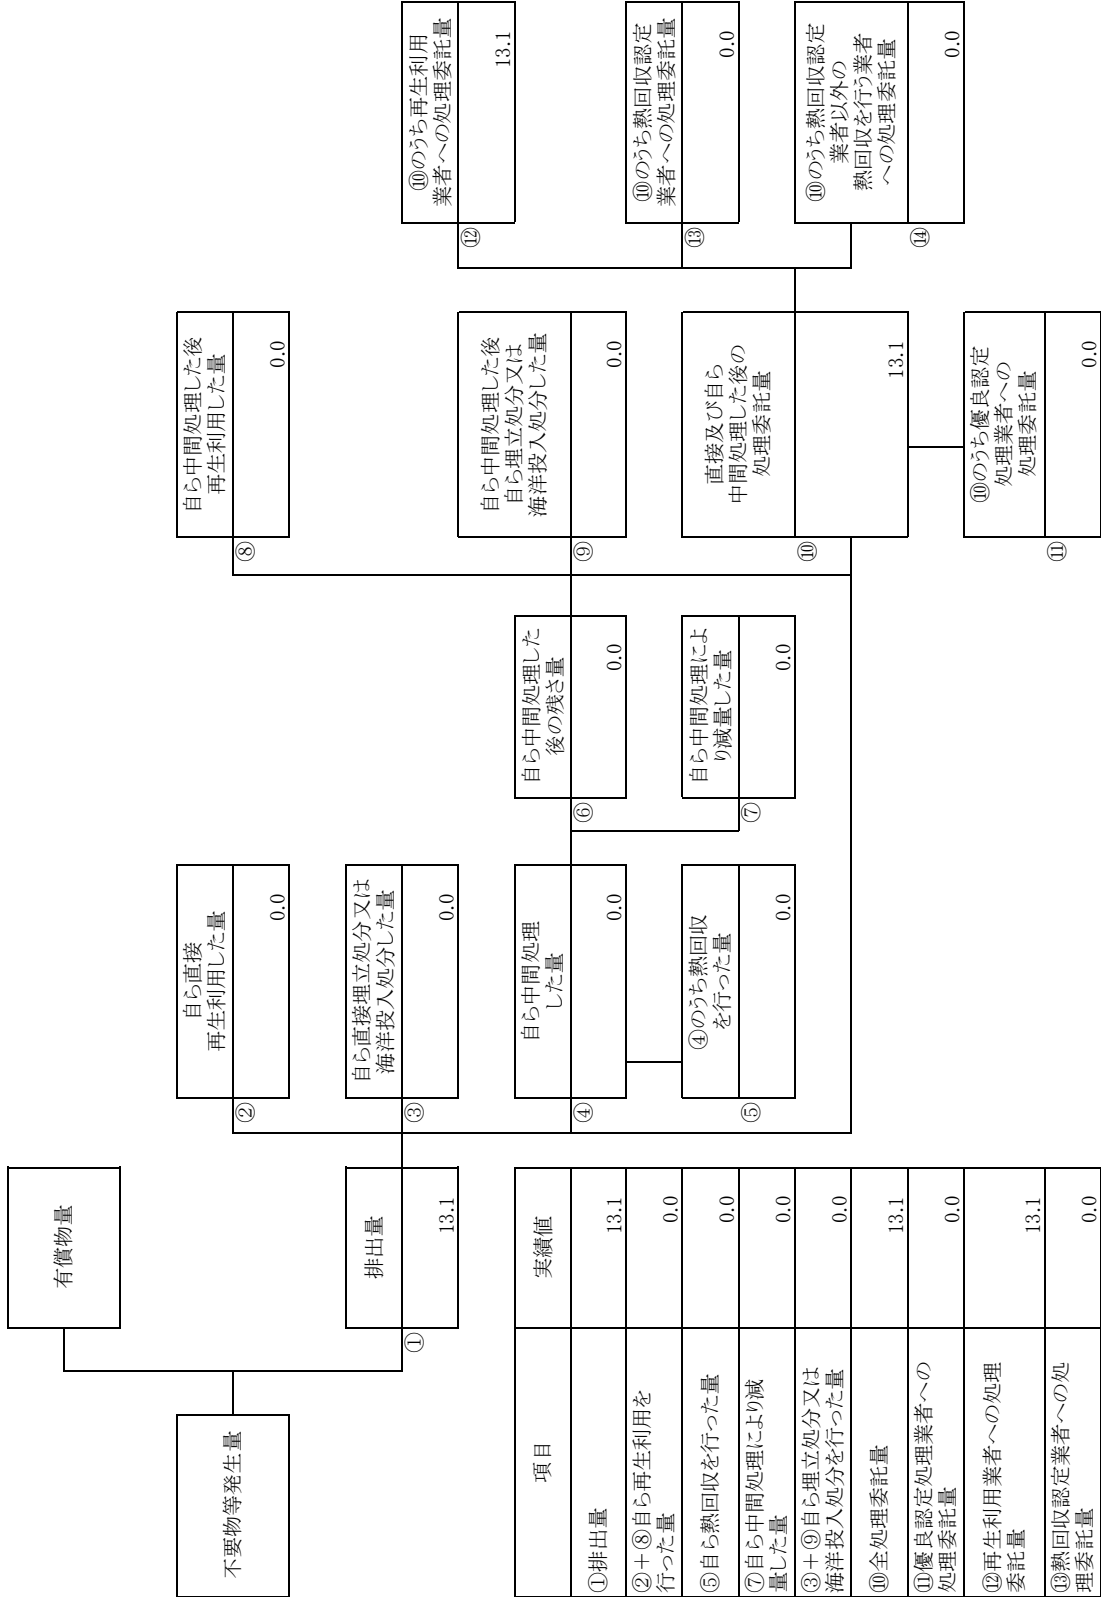 不要物等発生量
有償物量
排出量
①
13.1
自ら直接
再生利用した量
②
0.0
自ら直接埋立処分又は
海洋投入処分した量
③
0.0
自ら中間処理
した量
④
0.0
④のうち熱回収
を行った量
⑤
0.0
自ら中間処理した
後の残さ量
⑥
0.0
自ら中間処理によ
り減量した量
⑦
0.0
自ら中間処理した後
再生利用した量
⑧
0.0
自ら中間処理した後
自ら埋立処分又は
海洋投入処分した量
⑨
0.0
直接及び自ら
中間処理した後の
処理委託量
⑩
13.1
⑩のうち優良認定
処理業者への
処理委託量
⑪
0.0
⑩のうち再生利用
業者への処理委託量
⑫
13.1
⑩のうち熱回収認定
業者への処理委託量
⑬
0.0
⑩のうち熱回収認定
業者以外の
熱回収を行う業者
への処理委託量
⑭
0.0
項目
実績値
①排出量
13.1
②＋⑧自ら再生利用を
行った量
0.0
⑤自ら熱回収を行った量
0.0
⑦自ら中間処理により減
量した量
0.0
③＋⑨自ら埋立処分又は
海洋投入処分を行った量
0.0
⑩全処理委託量
13.1
⑪優良認定処理業者への
処理委託量
0.0
⑫再生利用業者への処理
委託量
13.1
⑬熱回収認定業者への処
理委託量
0.0